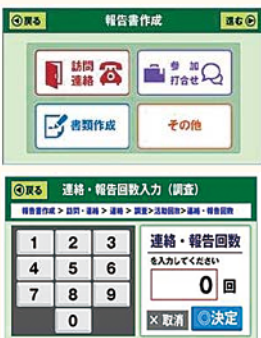 戻る 報告書作成 進む
訪問
連絡
参加
打合せ
書類作成
その他
戻る 連絡・報告回数入力（調査）
報告書作成 > 訪問・連絡 > 連絡 > 調査>活動回数>連絡・報告回数
1 2 3
4 5 6
7 8 9
0
連絡・報告回数
を入力してください
0 回
×取消 ◎決定